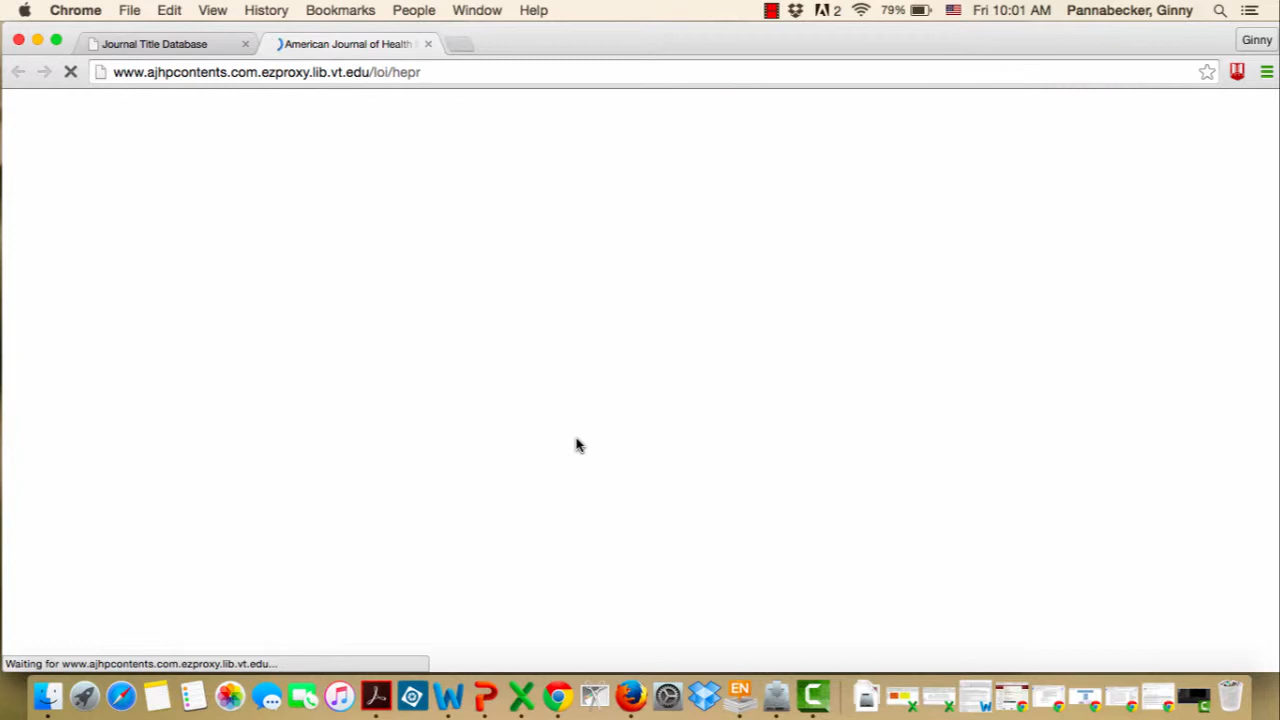 Chrome File Edit View History Bookmarks People Window Help 2 79% Fri 10:01 AM Pannabecker, Ginny
Journal Title Database American Journal of Health Ginny
www.ajhpcontents.com.ezproxy.lib.vt.edu/loi/hepr
Waiting for www.ajhpcontents.com.ezproxy.lib.vt.edu...
EN